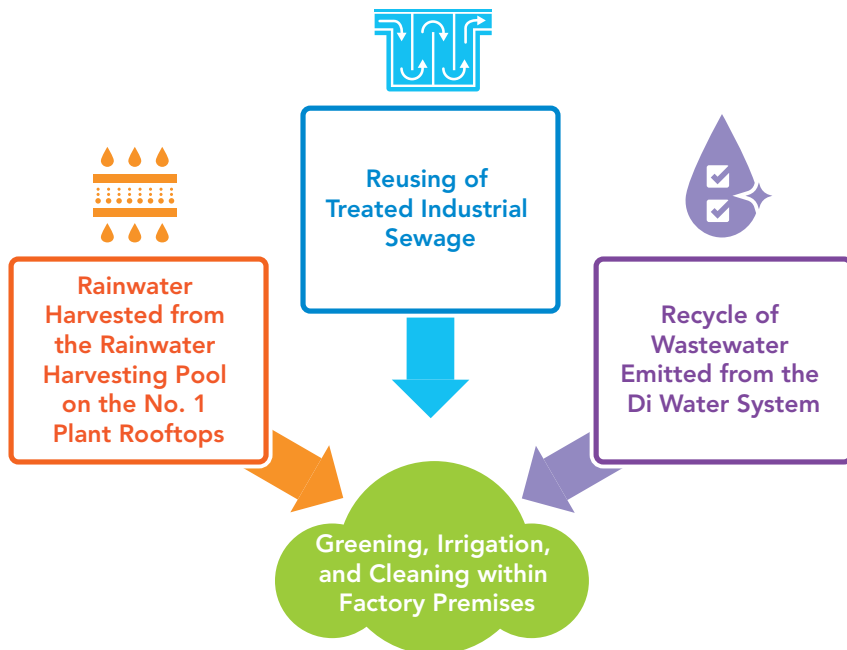 Reusing of
Treated Industrial
Sewage
Rainwater
Harvested from
the Rainwater
Harvesting Pool
on the No. 1
Plant Rooftops
Recycle of
Wastewater
Emitted from the
Di Water System
Greening, Irrigation,
and Cleaning within
Factory Premises